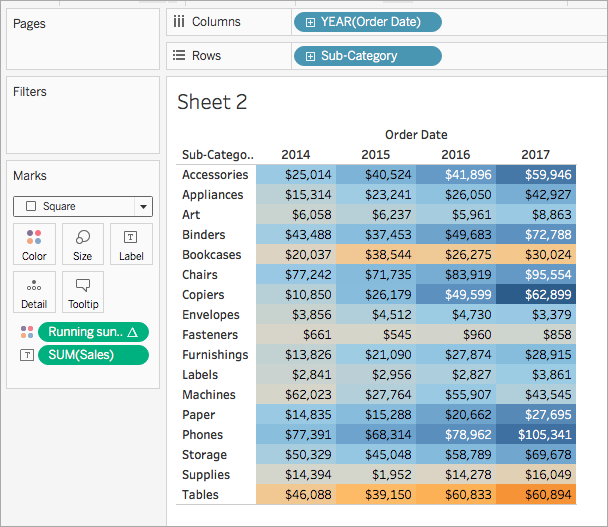 Pages
Columns
YEAR(Order Date)
Rows
Sub-Category
Filters
Sheet 2
Order Date
Sub-Catego.. 2014 2015 2016 2017
Accessories $25,014 $40,524 $41,896 $59,946
Appliances $15,314 $23,241 $26,050 $42,927
Art $6,058 $6,237 $5,961 $8,863
Binders $43,488 $37,453 $49,683 $72,788
Bookcases $20,037 $38,544 $26,275 $30,024
Chairs $77,242 $71,735 $83,919 $95,554
Copiers $10,850 $26,179 $49,599 $62,899
Envelopes $3,856 $4,512 $4,730 $3,379
Fasteners $661 $545 $960 $858
Furnishings $13,826 $21,090 $27,874 $28,915
Labels $2,841 $2,956 $2,827 $3,861
Machines $62,023 $27,764 $55,907 $43,545
Paper $14,835 $15,288 $20,662 $27,695
Phones $77,391 $68,314 $78,962 $105,341
Storage $50,329 $45,048 $58,789 $69,678
Supplies $14,394 $1,952 $14,278 $16,049
Tables $46,088 $39,150 $60,833 $60,894
Marks
Square
Color Size Label
Detail Tooltip
Running sun..
SUM(Sales)